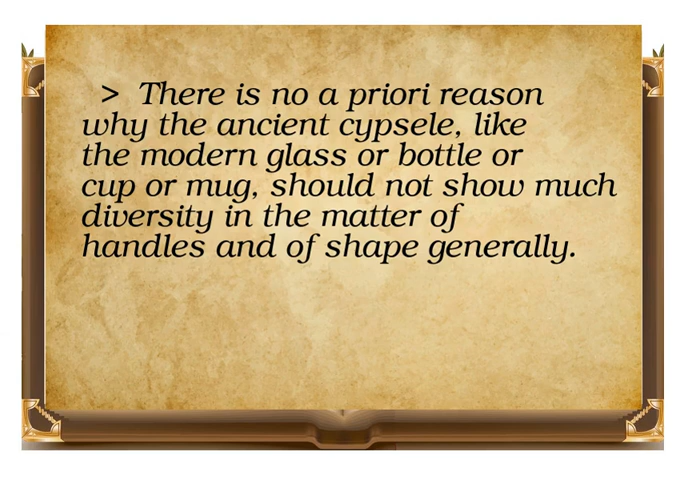 > There is no a priori reason
why the ancient cypsele, like
the modern glass or bottle or
cup or mug, should not show much
diversity in the matter of
handles and of shape generally.